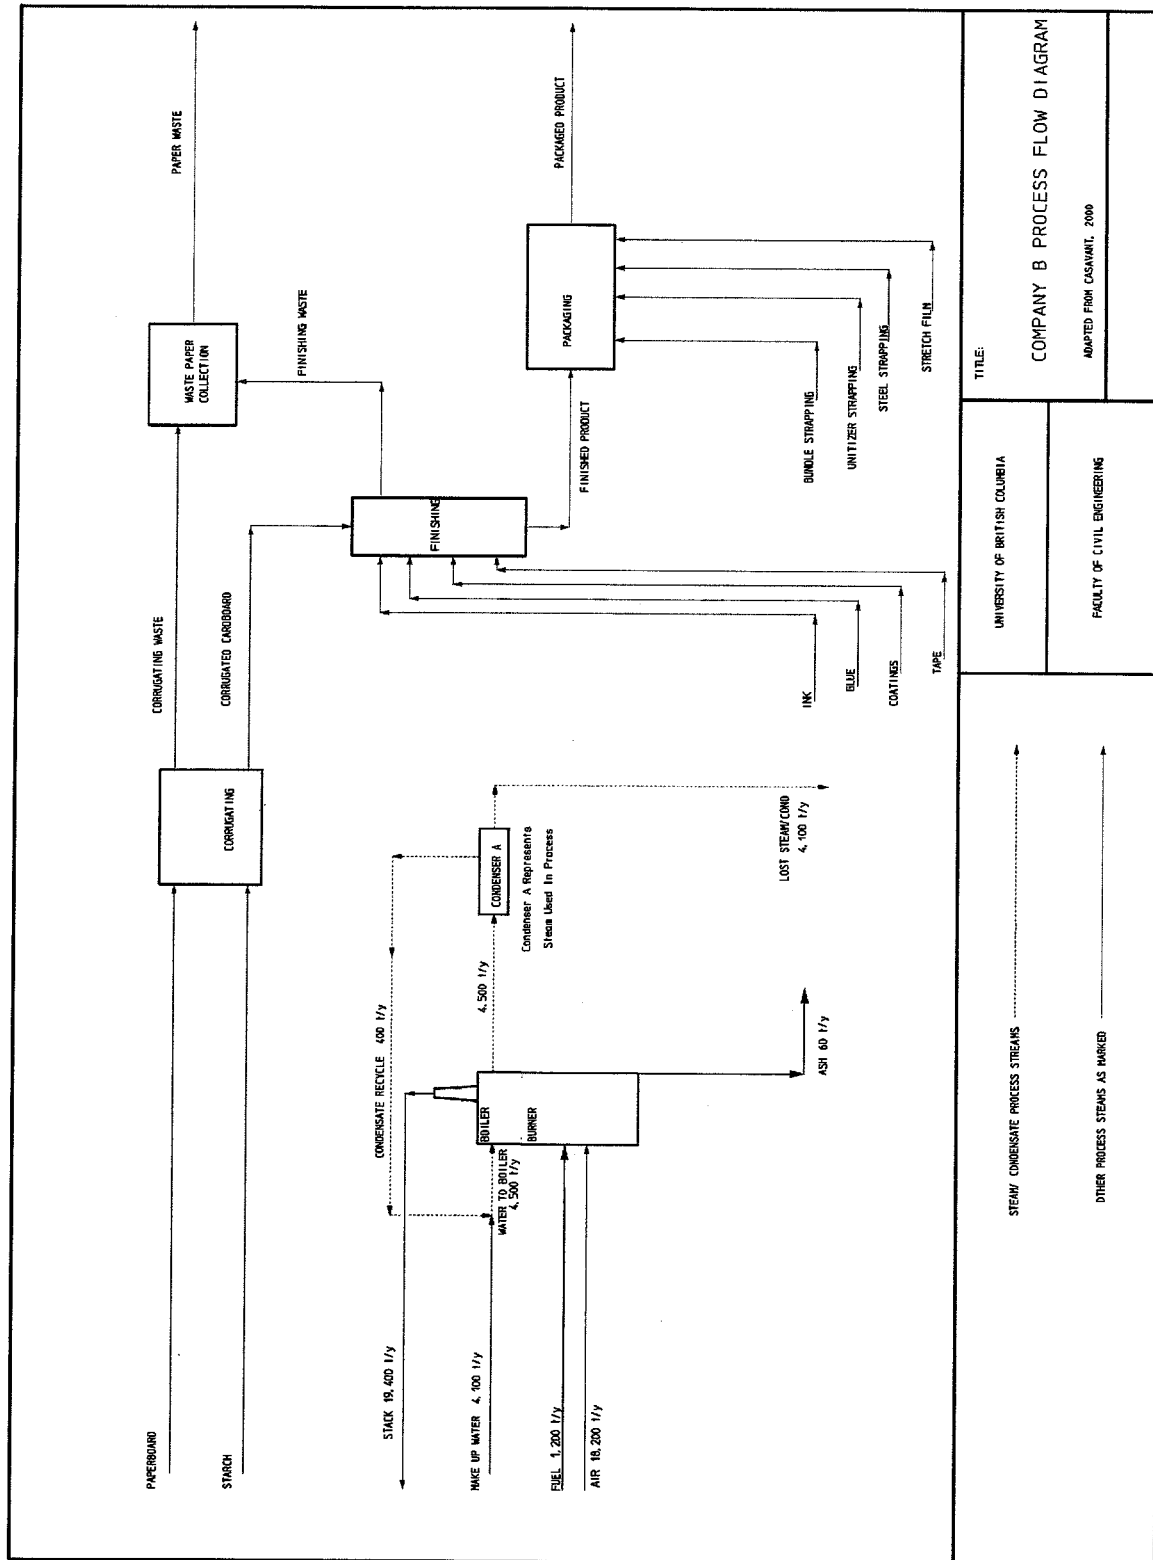 PAPERBOARD
STARCH
CORRUGATING
CORRUGATING WASTE
CORRUGATED CARDBOARD
WASTE PAPER
COLLECTION
PAPER WASTE
FINISHING WASTE
FINISHING
FINISHED PRODUCT
PACKAGING
PACKAGED PRODUCT
INK
BLUE
COATINGS
TAPE
BUNDLE STRAPPING
UNITIZER STRAPPING
STEEL STRAPPING
STRETCH FILM
STACK 19,400 t/y
MAKE UP WATER 4,100 t/y
FUEL 1,200 t/y
AIR 18,200 t/y
CONDENSATE RECYCLE 400 t/y
WATER TO BOILER
4,500 t/y
BOILER
BURNER
4,500 t/y
CONDENSER A
Condenser A Represents
Steam Used In Process
ASH 60 t/y
LOST STEAM/COND
4,100 t/y
STEAM/ CONDENSATE PROCESS STREAMS
OTHER PROCESS STEAMS AS MARKED
UNIVERSITY OF BRITISH COLUMBIA
FACULTY OF CIVIL ENGINEERING
TITLE:
COMPANY B PROCESS FLOW DIAGRAM
ADAPTED FROM CASAVANT, 2000